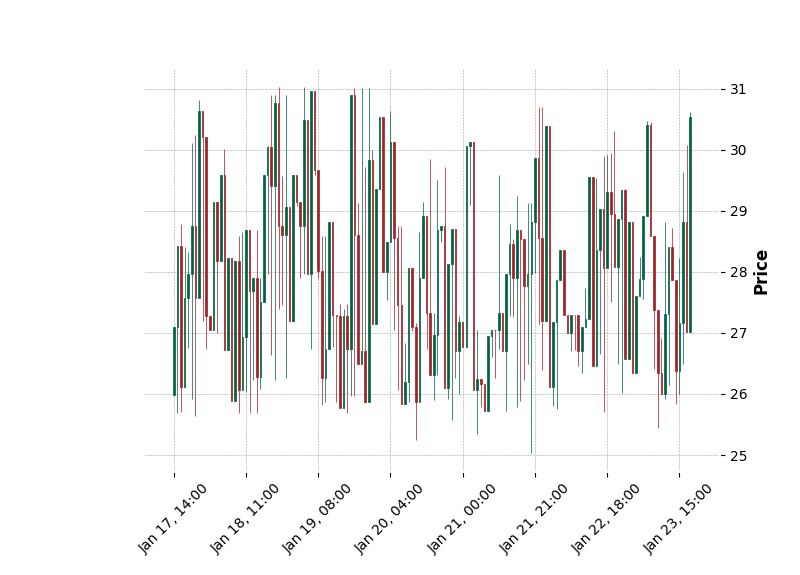 31
30
29
28
27
26
25
Price
Jan 17, 14:00
Jan 18, 11:00
Jan 19, 08:00
Jan 20, 04:00
Jan 21, 00:00
Jan 21, 21:00
Jan 22, 18:00
Jan 23, 15:00